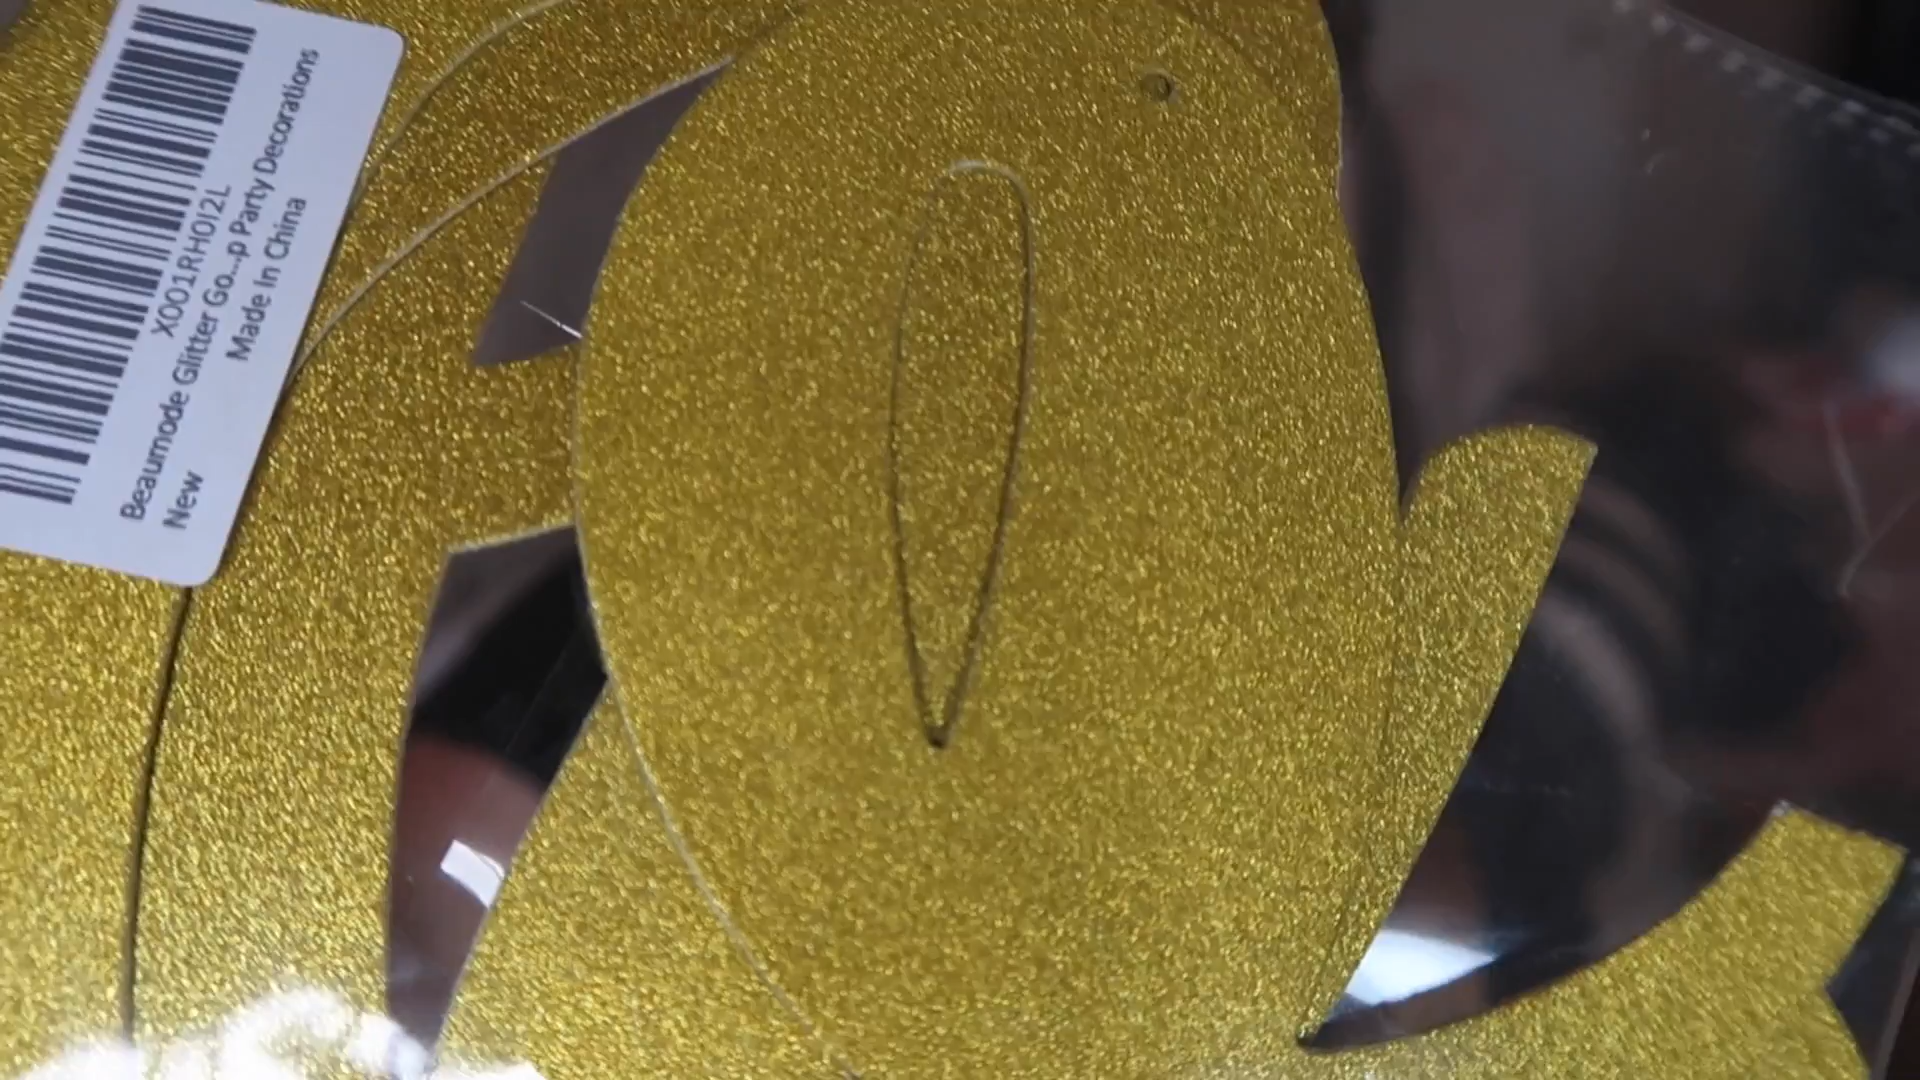 X001RH0I2L
Beaumode Glitter Go...p Party Decorations
New
Made In China